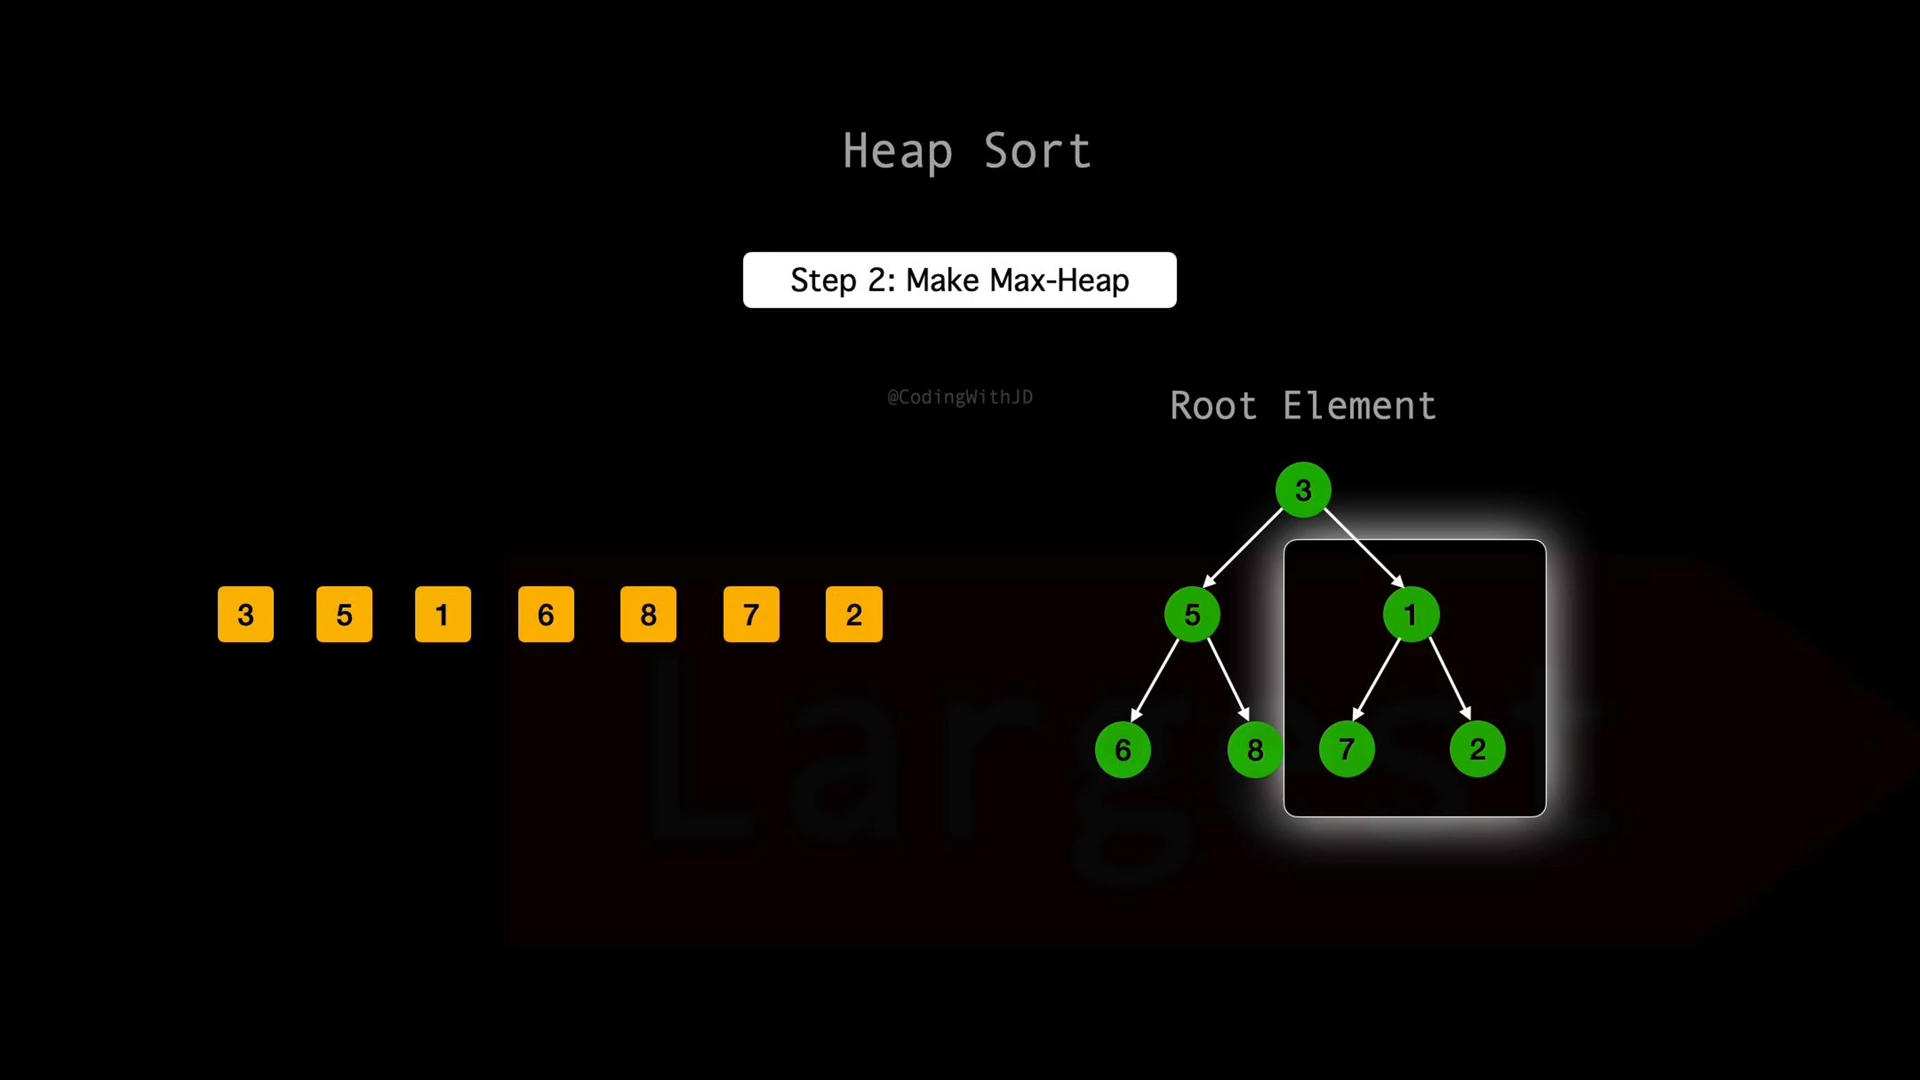 Heap Sort
Step 2: Make Max-Heap
@CodingWithJD
Root Element
3
3 5 1 6 8 7 2
5 1
6 8 7 2
Largest